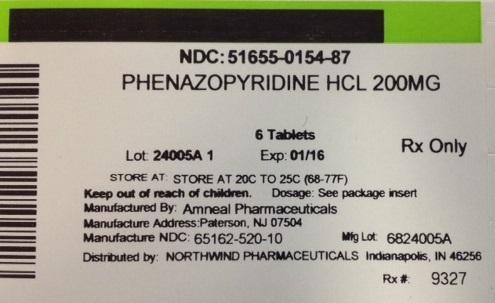 NDC: 51655-0154-87
PHENAZOPYRIDINE HCL 200MG
6 Tablets
Rx Only
Lot: 24005A 1 Exp: 01/16
STORE AT: STORE AT 20C TO 25C (68-77F)
Keep out of reach of children. Dosage: See package insert
Manufactured By: Amneal Pharmaceuticals
Manufacture Address:Paterson, NJ 07504
Manufacture NDC: 65162-520-10 Mfg Lot: 6824005A
Distributed by: NORTHWIND PHARMACEUTICALS Indianapolis, IN 46256
Rx #: 9327